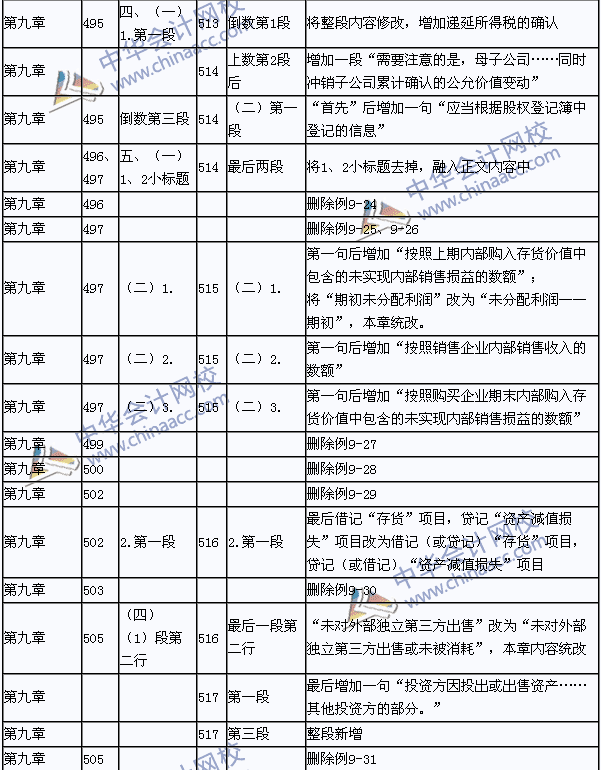 第九章 495 四、（一） 1.第一段 513 倒数第1段 将整段内容修改，增加递延所得税的确认
第九章 514 上数第2段后 增加一段“需要注意的是，母子公司……同时冲销子公司累计确认的公允价值变动”
第九章 495 倒数第三段 514 （二）第一段 “首先”后增加一句“应当根据股权登记簿中登记的信息”
第九章 496、497 五、（一） 1、2小标题 514 最后两段 将1、2小标题去掉，融入正文内容中
第九章 496 删除例9-24
第九章 497 删除例9-25、9-26
第九章 497 （二）1. 515 （二）1. 第一句后增加“按照上期内部购入存货价值中包含的未实现内部销售损益的数额”；
将“期初未分配利润”改为“未分配利润——期初”，本章统改。
第九章 497 （二）2. 515 （二）2. 第一句后增加“按照销售企业内部销售收入的数额”
第九章 497 （三）3. 515 （二）3. 第一句后增加“按照购买企业期末内部购入存货价值中包含的未实现内部销售损益的数额”
第九章 499 删除例9-27
第九章 500 删除例9-28
第九章 502 删除例9-29
第九章 502 2.第一段 516 2.第一段 最后借记“存货”项目，贷记“资产减值损失”项目改为借记（或贷记）“存货”项目，贷记（或借记）“资产减值损失”项目
第九章 503 删除例9-30
第九章 505 （四） （1）段第二行 516 最后一段第二行 “未对外部独立第三方出售”改为“未对外部独立第三方出售或未被消耗”，本章内容统改
第九章 517 第一段 最后增加一句“投资方因投出或出售资产……其他投资方的部分。”
第九章 517 第三段 整段新增
第九章 505 删除例9-31
中华会计网校
www.chinaacc.com